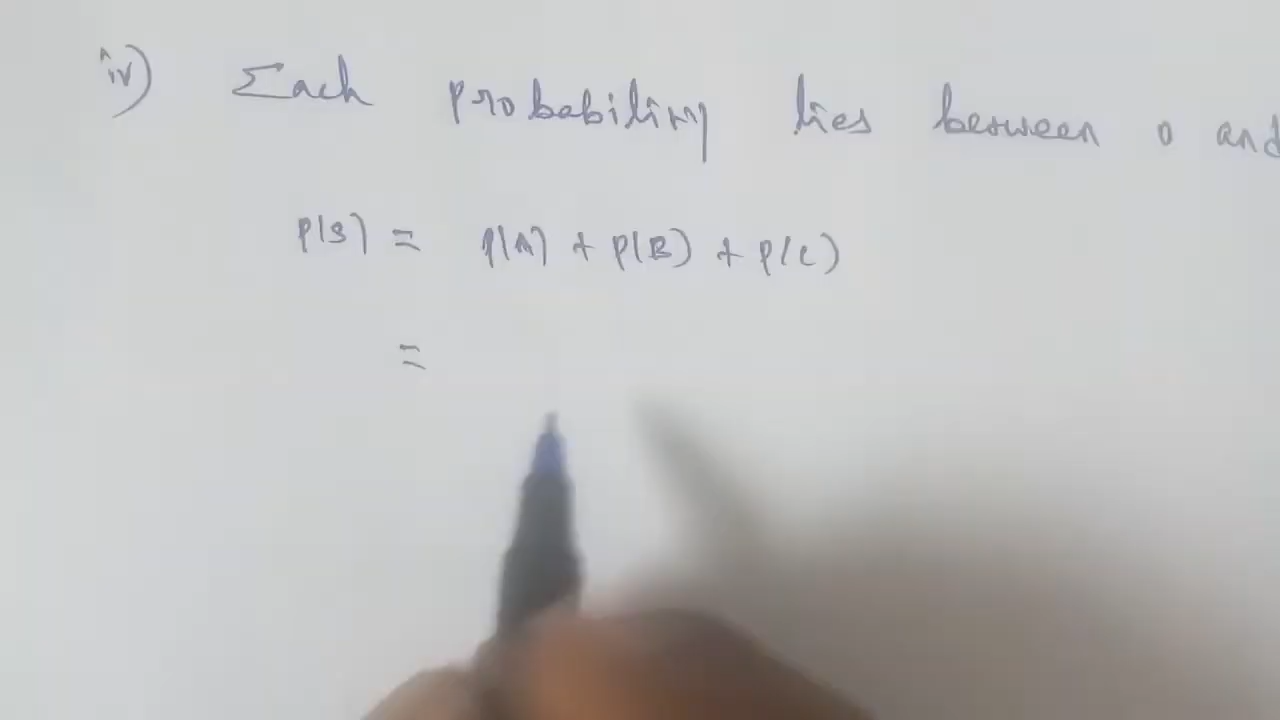 iv) Each probability lies between 0 and
P(S) = P(A) + P(B) + P(C)
=